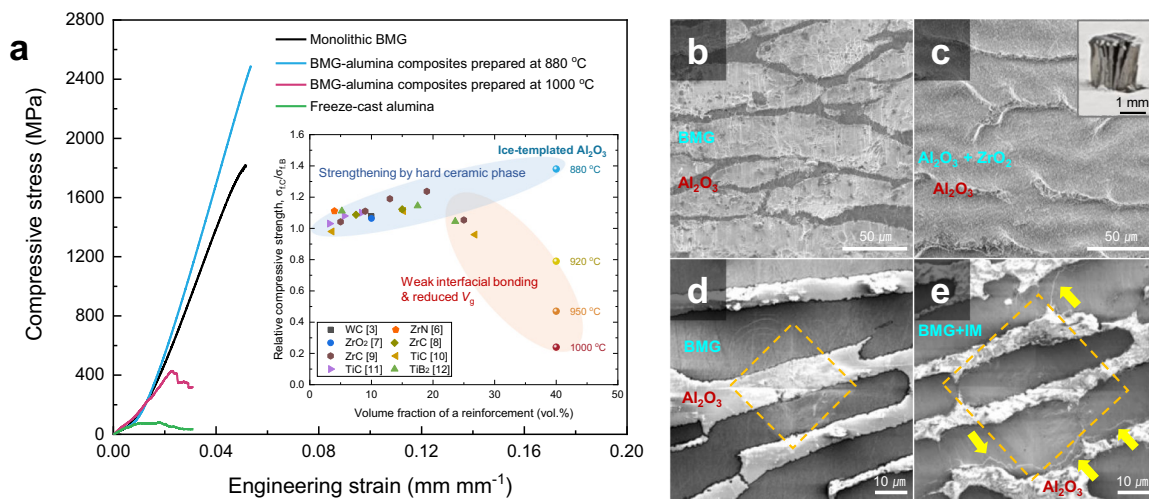 a
2800
2400
2000
1600
1200
800
400
0
Compressive stress (MPa)
0.00
0.04
0.08
0.12
0.16
0.20
Engineering strain (mm mm⁻¹)
Monolithic BMG
BMG-alumina composites prepared at 880 °C
BMG-alumina composites prepared at 1000 °C
Freeze-cast alumina
1.6
1.4
1.2
1.0
0.8
0.6
0.4
0.2
0.0
Relative compressive strength, σf,C/σf,B
0
10
20
30
40
50
Volume fraction of a reinforcement (vol.%)
Ice-templated Al₂O₃
Strengthening by hard ceramic phase
880 °C
920 °C
950 °C
1000 °C
Weak interfacial bonding
& reduced Vg
WC [3]
ZrN [6]
ZrO₂ [7]
ZrC [8]
ZrC [9]
TiC [10]
TiC [11]
TiB₂ [12]
b
BMG
Al₂O₃
50 μm
c
1 mm
Al₂O₃ + ZrO₂
Al₂O₃
50 μm
d
BMG
Al₂O₃
10 μm
e
BMG+IM
Al₂O₃
10 μm